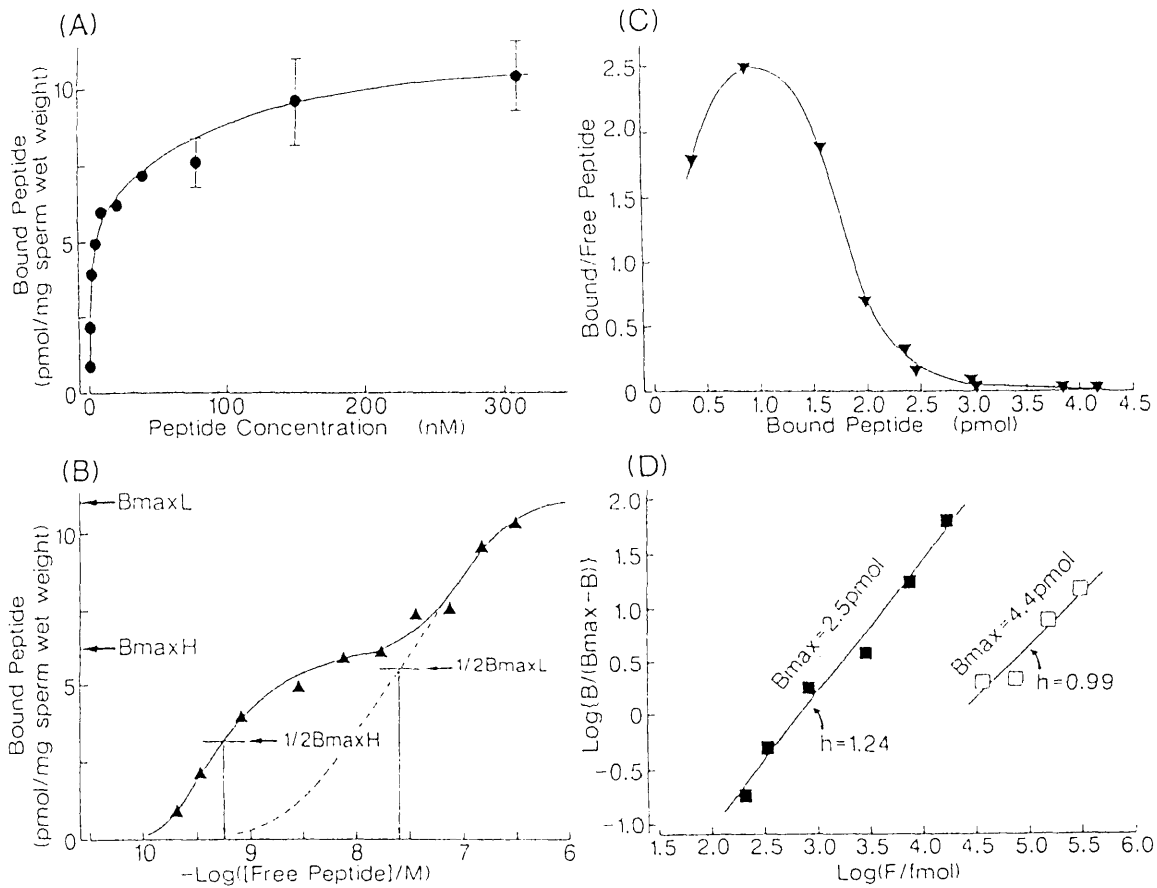 (A)
Bound Peptide
(pmol/mg sperm wet weight)
10
5
0
0 100 200 300
Peptide Concentration (nM)
(C)
Bound/Free Peptide
2.5
2.0
1.5
1.0
0.5
0
0 0.5 1.0 1.5 2.0 2.5 3.0 3.5 4.0 4.5
Bound Peptide (pmol)
(B)
Bound Peptide
(pmol/mg sperm wet weight)
BmaxL
10
BmaxH
5
1/2BmaxL
1/2BmaxH
0
10 9 8 7 6
-Log([Free Peptide]/M)
(D)
Log{B/(Bmax-B)}
2.0
1.5
1.0
0.5
0
-0.5
-1.0
Bmax=2.5pmol
Bmax=4.4pmol
h=0.99
h=1.24
1.5 2.0 2.5 3.0 3.5 4.0 4.5 5.0 5.5 6.0
Log(F/fmol)